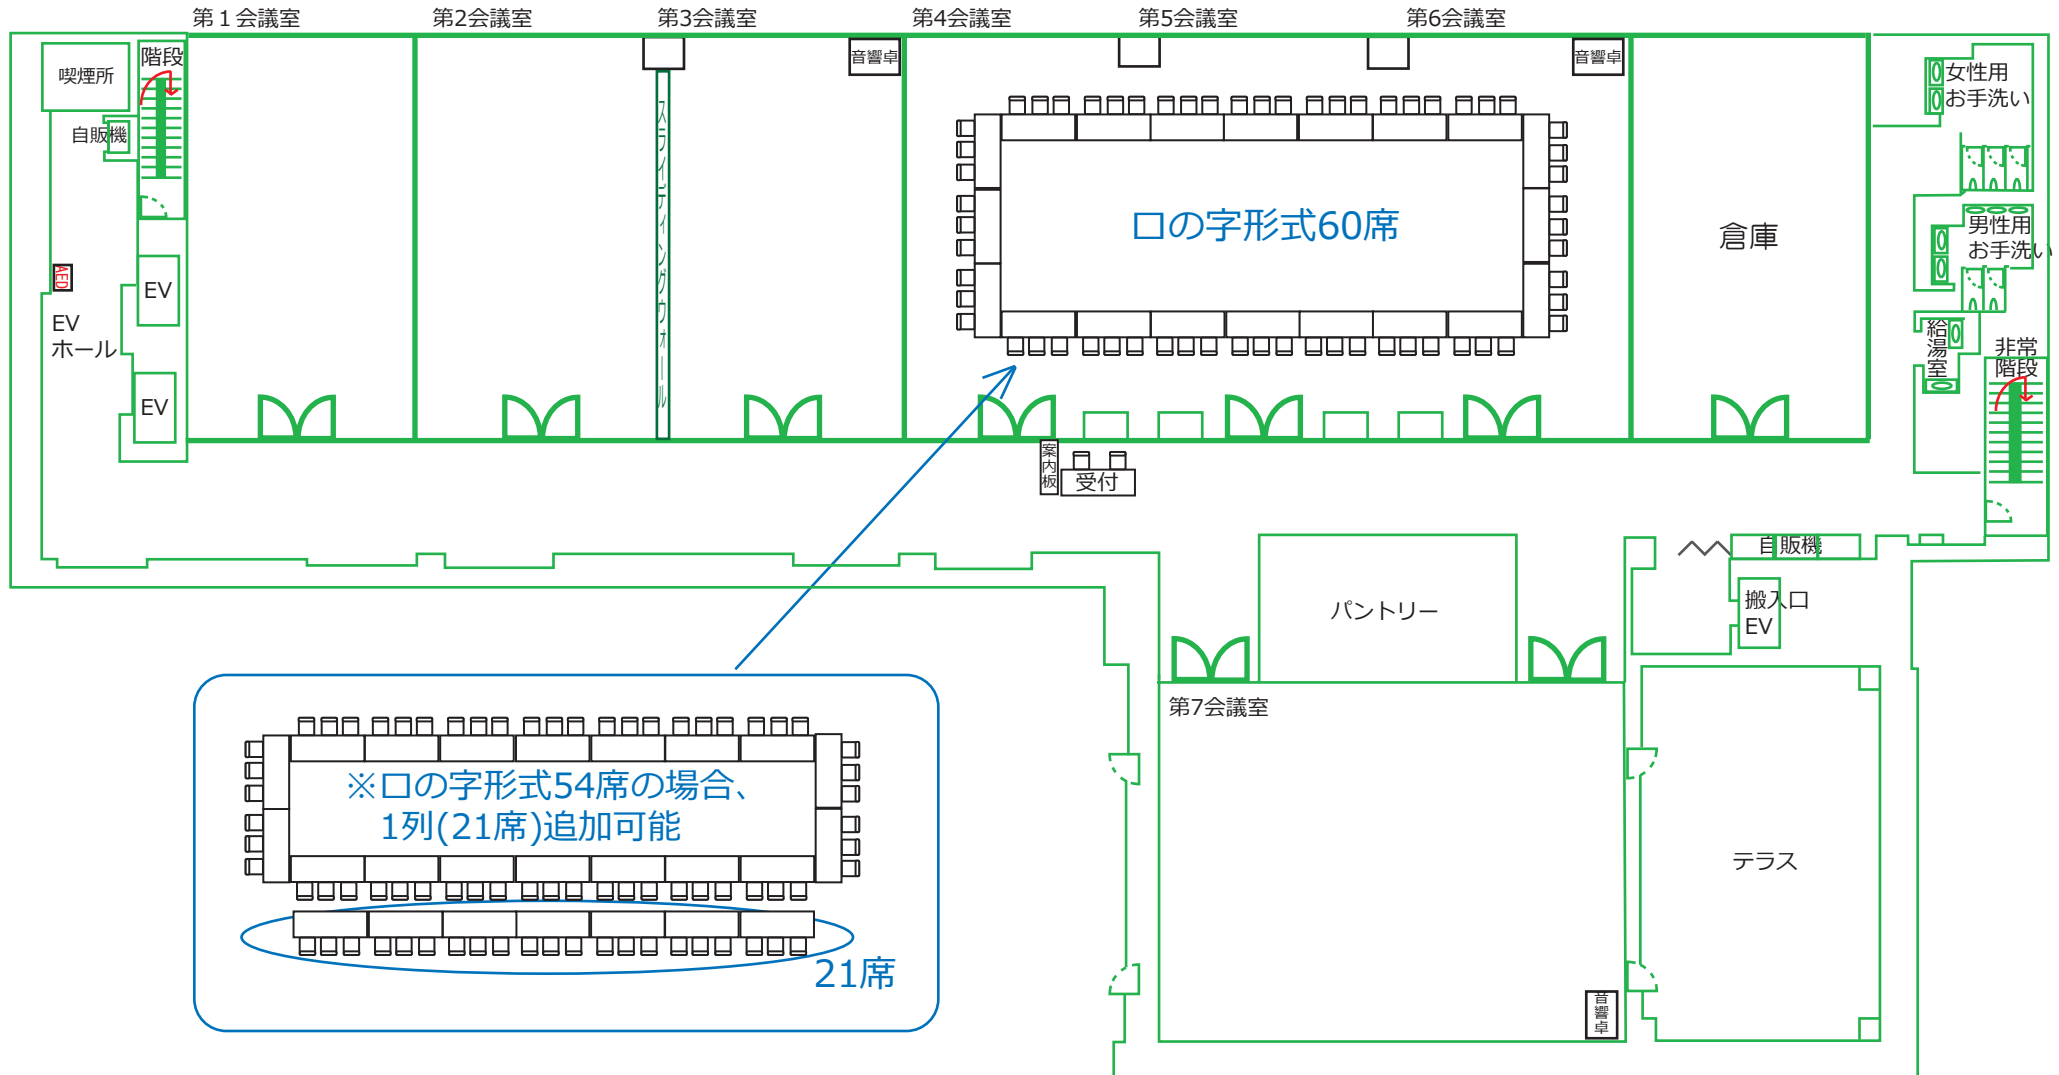 第１会議室
第2会議室
第3会議室
第4会議室
第5会議室
第6会議室
喫煙所
階段
自販機
AED
EV
EV
ホール
EV
スライディングウォール
音響卓
音響卓
ロの字形式60席
倉庫
女性用
お手洗い
男性用
お手洗い
給湯室
非常
階段
案内板
受付
パントリー
自販機
搬入口
EV
第7会議室
テラス
音響卓
※ロの字形式54席の場合、
1列(21席)追加可能
21席